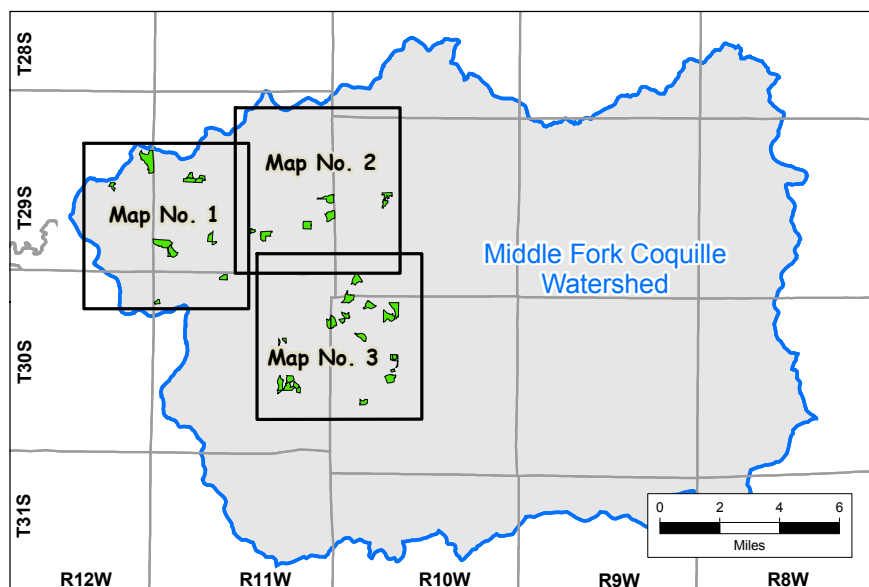 T28S
T29S
T30S
T31S
Map No. 1
Map No. 2
Map No. 3
Middle Fork Coquille
Watershed
0 2 4 6
Miles
R12W R11W R10W R9W R8W